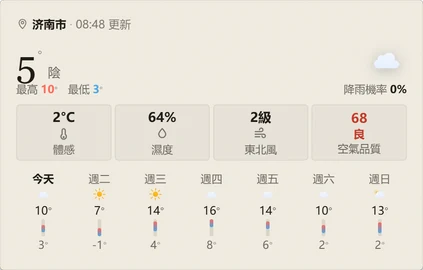 济南市 · 08:48 更新
5° 陰
最高 10° 最低 3° 降雨機率 0%
2°C 64% 2級 68
良
體感 濕度 東北風 空氣品質
今天 週二 週三 週四 週五 週六 週日
10° 7° 14° 16° 14° 10° 13°
3° -1° 4° 8° 6° 2° 2°